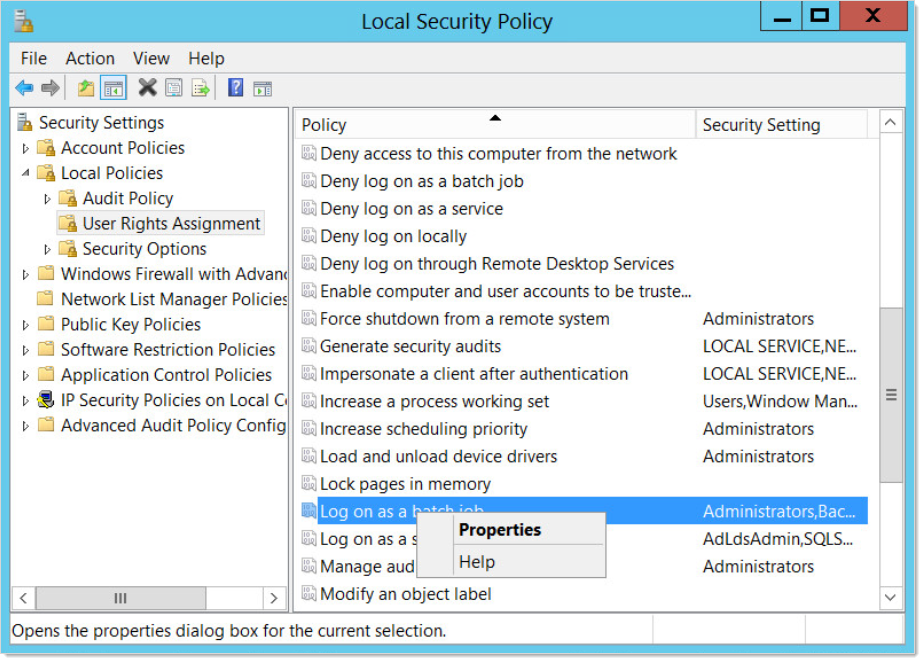 Local Security Policy
File Action View Help
Security Settings
Account Policies
Local Policies
Audit Policy
User Rights Assignment
Security Options
Windows Firewall with Advanc
Network List Manager Policies
Public Key Policies
Software Restriction Policies
Application Control Policies
IP Security Policies on Local C
Advanced Audit Policy Config
Policy Security Setting
Deny access to this computer from the network
Deny log on as a batch job
Deny log on as a service
Deny log on locally
Deny log on through Remote Desktop Services
Enable computer and user accounts to be truste...
Force shutdown from a remote system Administrators
Generate security audits LOCAL SERVICE,NE...
Impersonate a client after authentication LOCAL SERVICE,NE...
Increase a process working set Users,Window Man...
Increase scheduling priority Administrators
Load and unload device drivers Administrators
Lock pages in memory
Log on as a batch job Administrators,Bac...
Log on as a s AdLdsAdmin,SQLS...
Manage aud Administrators
Modify an object label
Properties
Help
Opens the properties dialog box for the current selection.